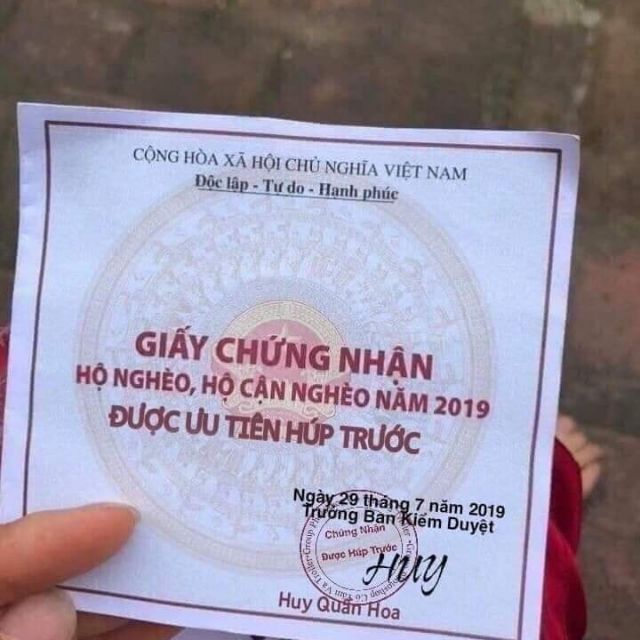 CỘNG HÒA XÃ HỘI CHỦ NGHĨA VIỆT NAM
Độc lập - Tự do - Hạnh phúc
GIẤY CHỨNG NHẬN
HỘ NGHÈO, HỘ CẬN NGHÈO NĂM 2019
ĐƯỢC ƯU TIÊN HÚP TRƯỚC
Ngày 29 tháng 7 năm 2019
Trưởng Ban Kiểm Duyệt
Chứng Nhận
Được Húp Trước
Huy
Huy Quần Hoa